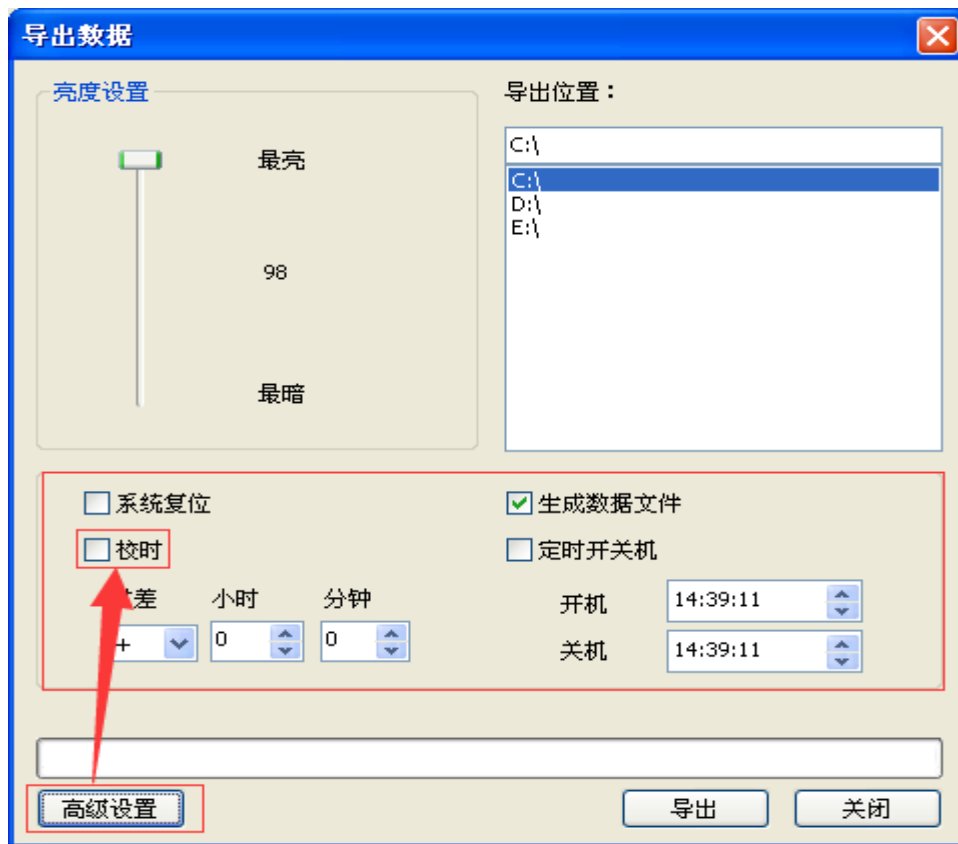 导出数据
亮度设置
最亮
98
最暗
导出位置：
C:\
C:\
D:\
E:\
系统复位
生成数据文件
校时
定时开关机
差 小时 分钟
+ 0 0
开机 14:39:11
关机 14:39:11
高级设置 导出 关闭